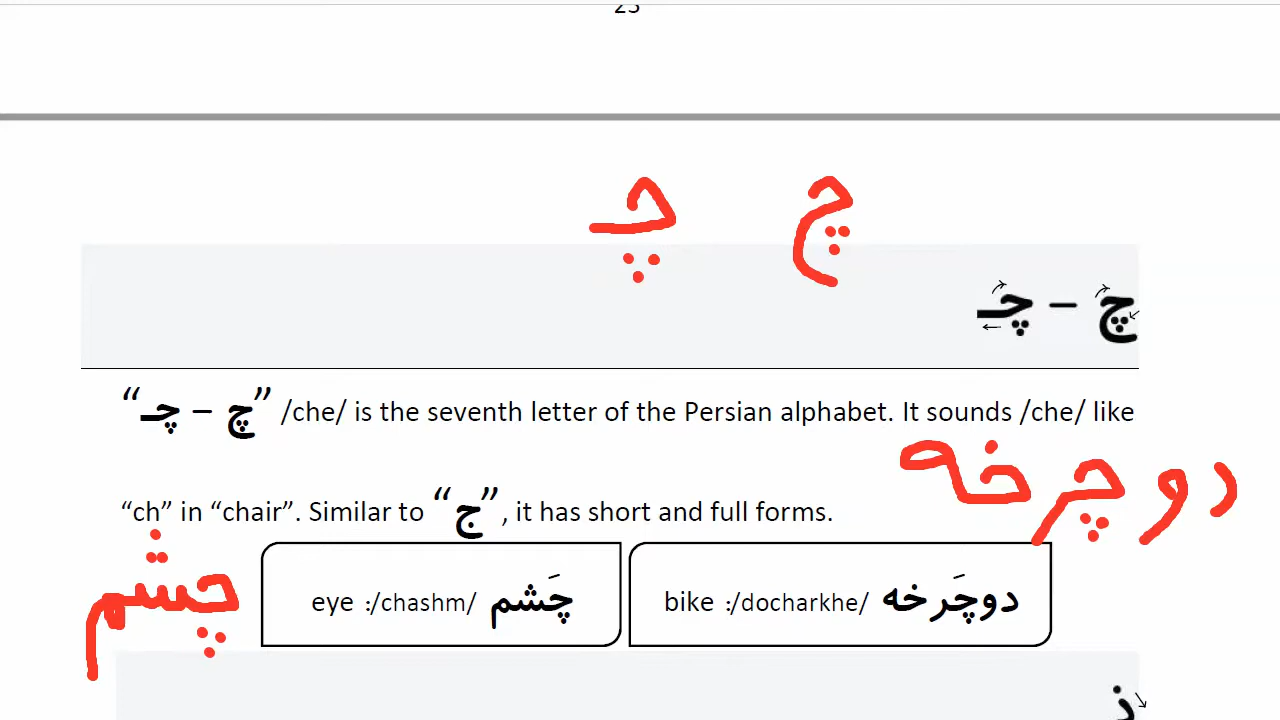 25
چ چـ
چ – چـ
“چ – چـ” /che/ is the seventh letter of the Persian alphabet. It sounds /che/ like
دوچرخه
“ch” in “chair”. Similar to “ج”, it has short and full forms.
چشم
eye :/chashm/ چَشم
bike :/docharkhe/ دوچَرخه
ذ